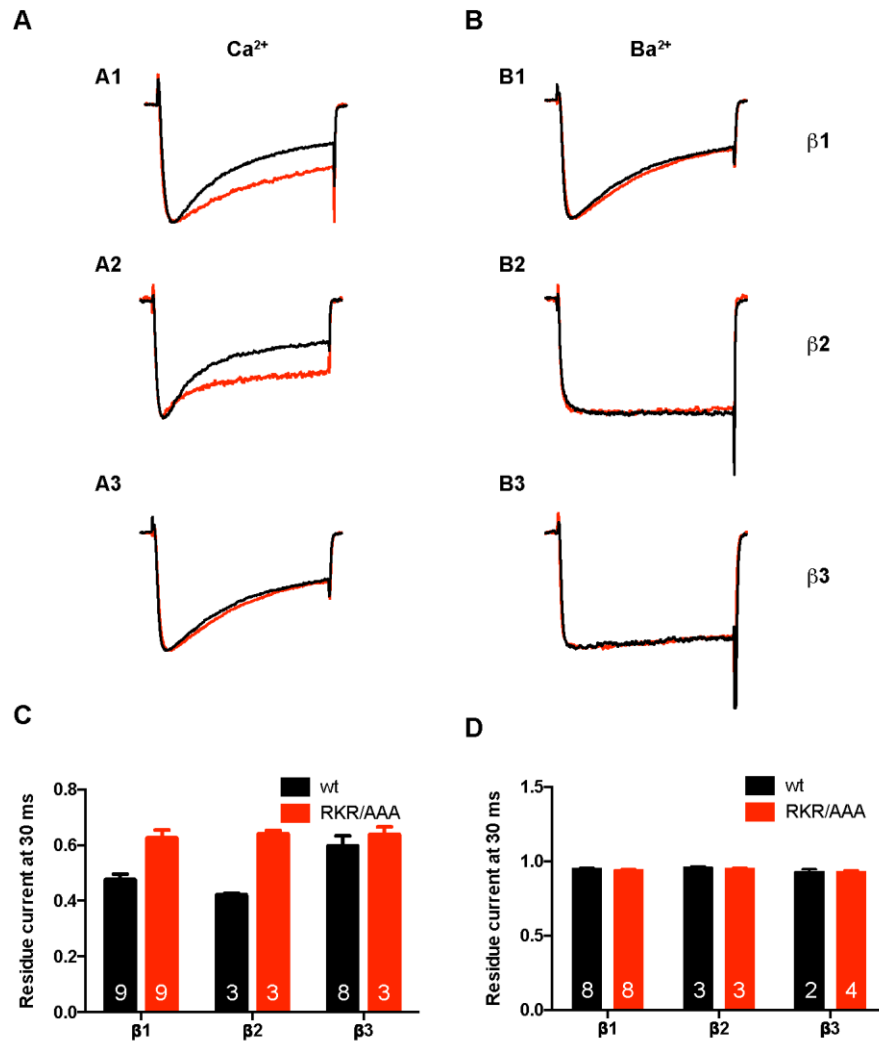 A
B
Ca²⁺
Ba²⁺
A1
B1
β1
A2
B2
β2
A3
B3
β3
C
D
wt
RKR/AAA
Residue current at 30 ms
0.8
0.6
0.4
0.2
0.0
9
9
3
3
8
3
β1
β2
β3
wt
RKR/AAA
Residue current at 30 ms
1.5
1.0
0.5
0.0
8
8
3
3
2
4
β1
β2
β3